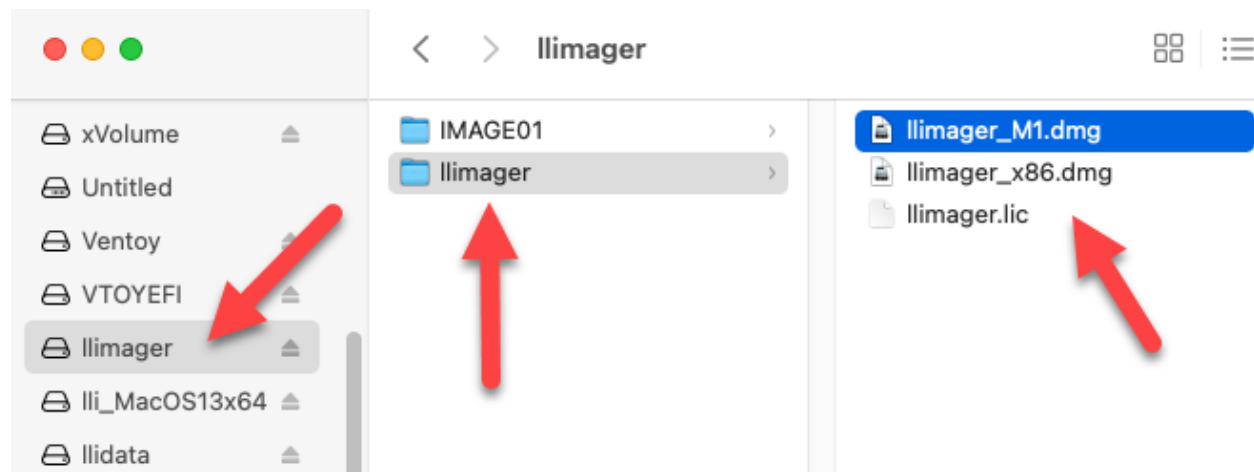 llimager
xVolume
Untitled
Ventoy
VTOYEFI
llimager
lli_MacOS13x64
llidata
IMAGE01
llimager
llimager_M1.dmg
llimager_x86.dmg
llimager.lic